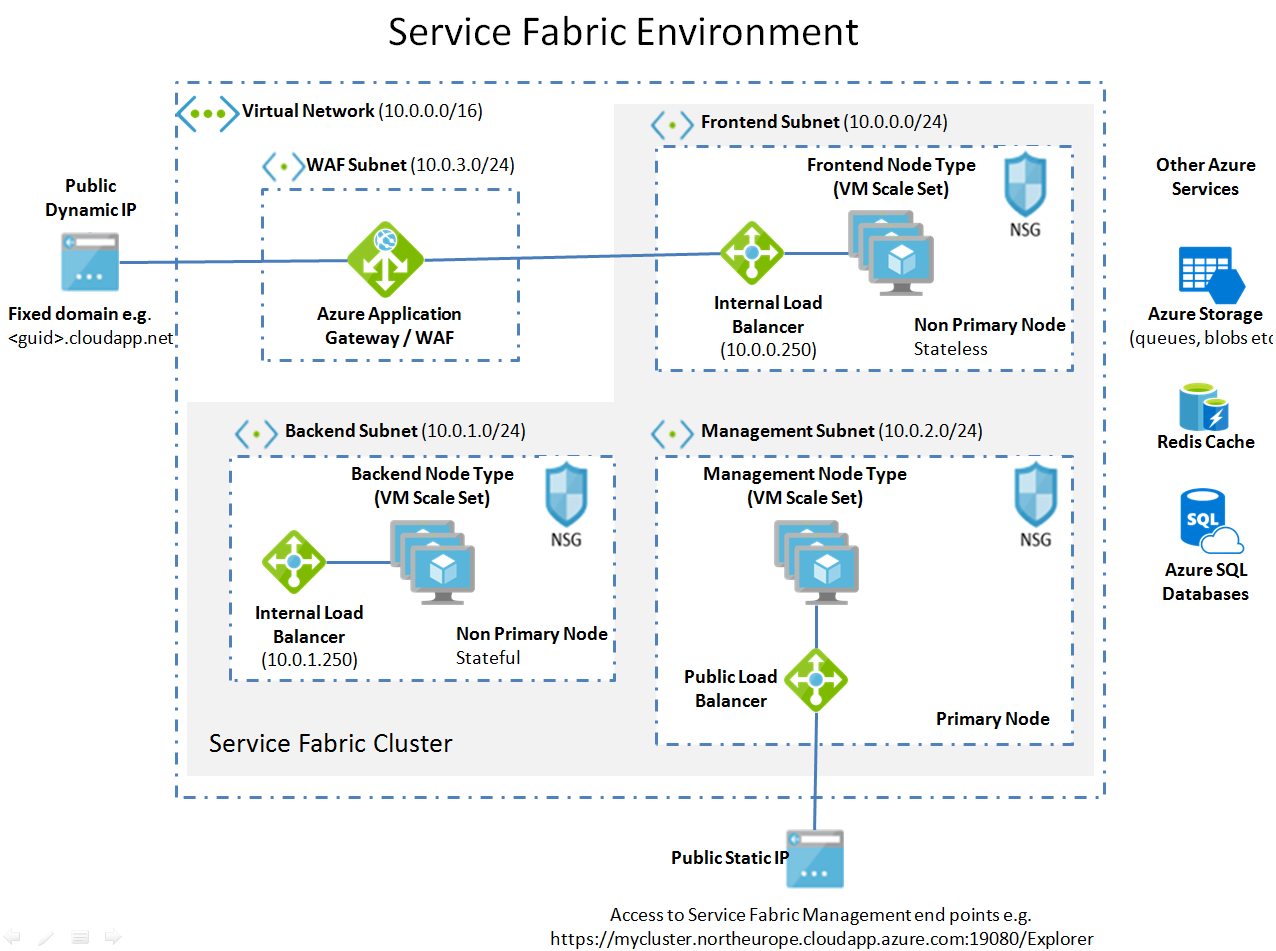 Service Fabric Environment
Virtual Network (10.0.0.0/16)
WAF Subnet (10.0.3.0/24)
Public
Dynamic IP
Fixed domain e.g.
<guid>.cloudapp.net
Azure Application
Gateway / WAF
Frontend Subnet (10.0.0.0/24)
Frontend Node Type
(VM Scale Set)
NSG
Internal Load
Balancer
(10.0.0.250)
Non Primary Node
Stateless
Other Azure
Services
Azure Storage
(queues, blobs etc
Redis Cache
SQL
Azure SQL
Databases
Backend Subnet (10.0.1.0/24)
Backend Node Type
(VM Scale Set)
NSG
Internal Load
Balancer
(10.0.1.250)
Non Primary Node
Stateful
Management Subnet (10.0.2.0/24)
Management Node Type
(VM Scale Set)
NSG
Public Load
Balancer
Primary Node
Service Fabric Cluster
Public Static IP
Access to Service Fabric Management end points e.g.
https://mycluster.northeurope.cloudapp.azure.com:19080/Explorer